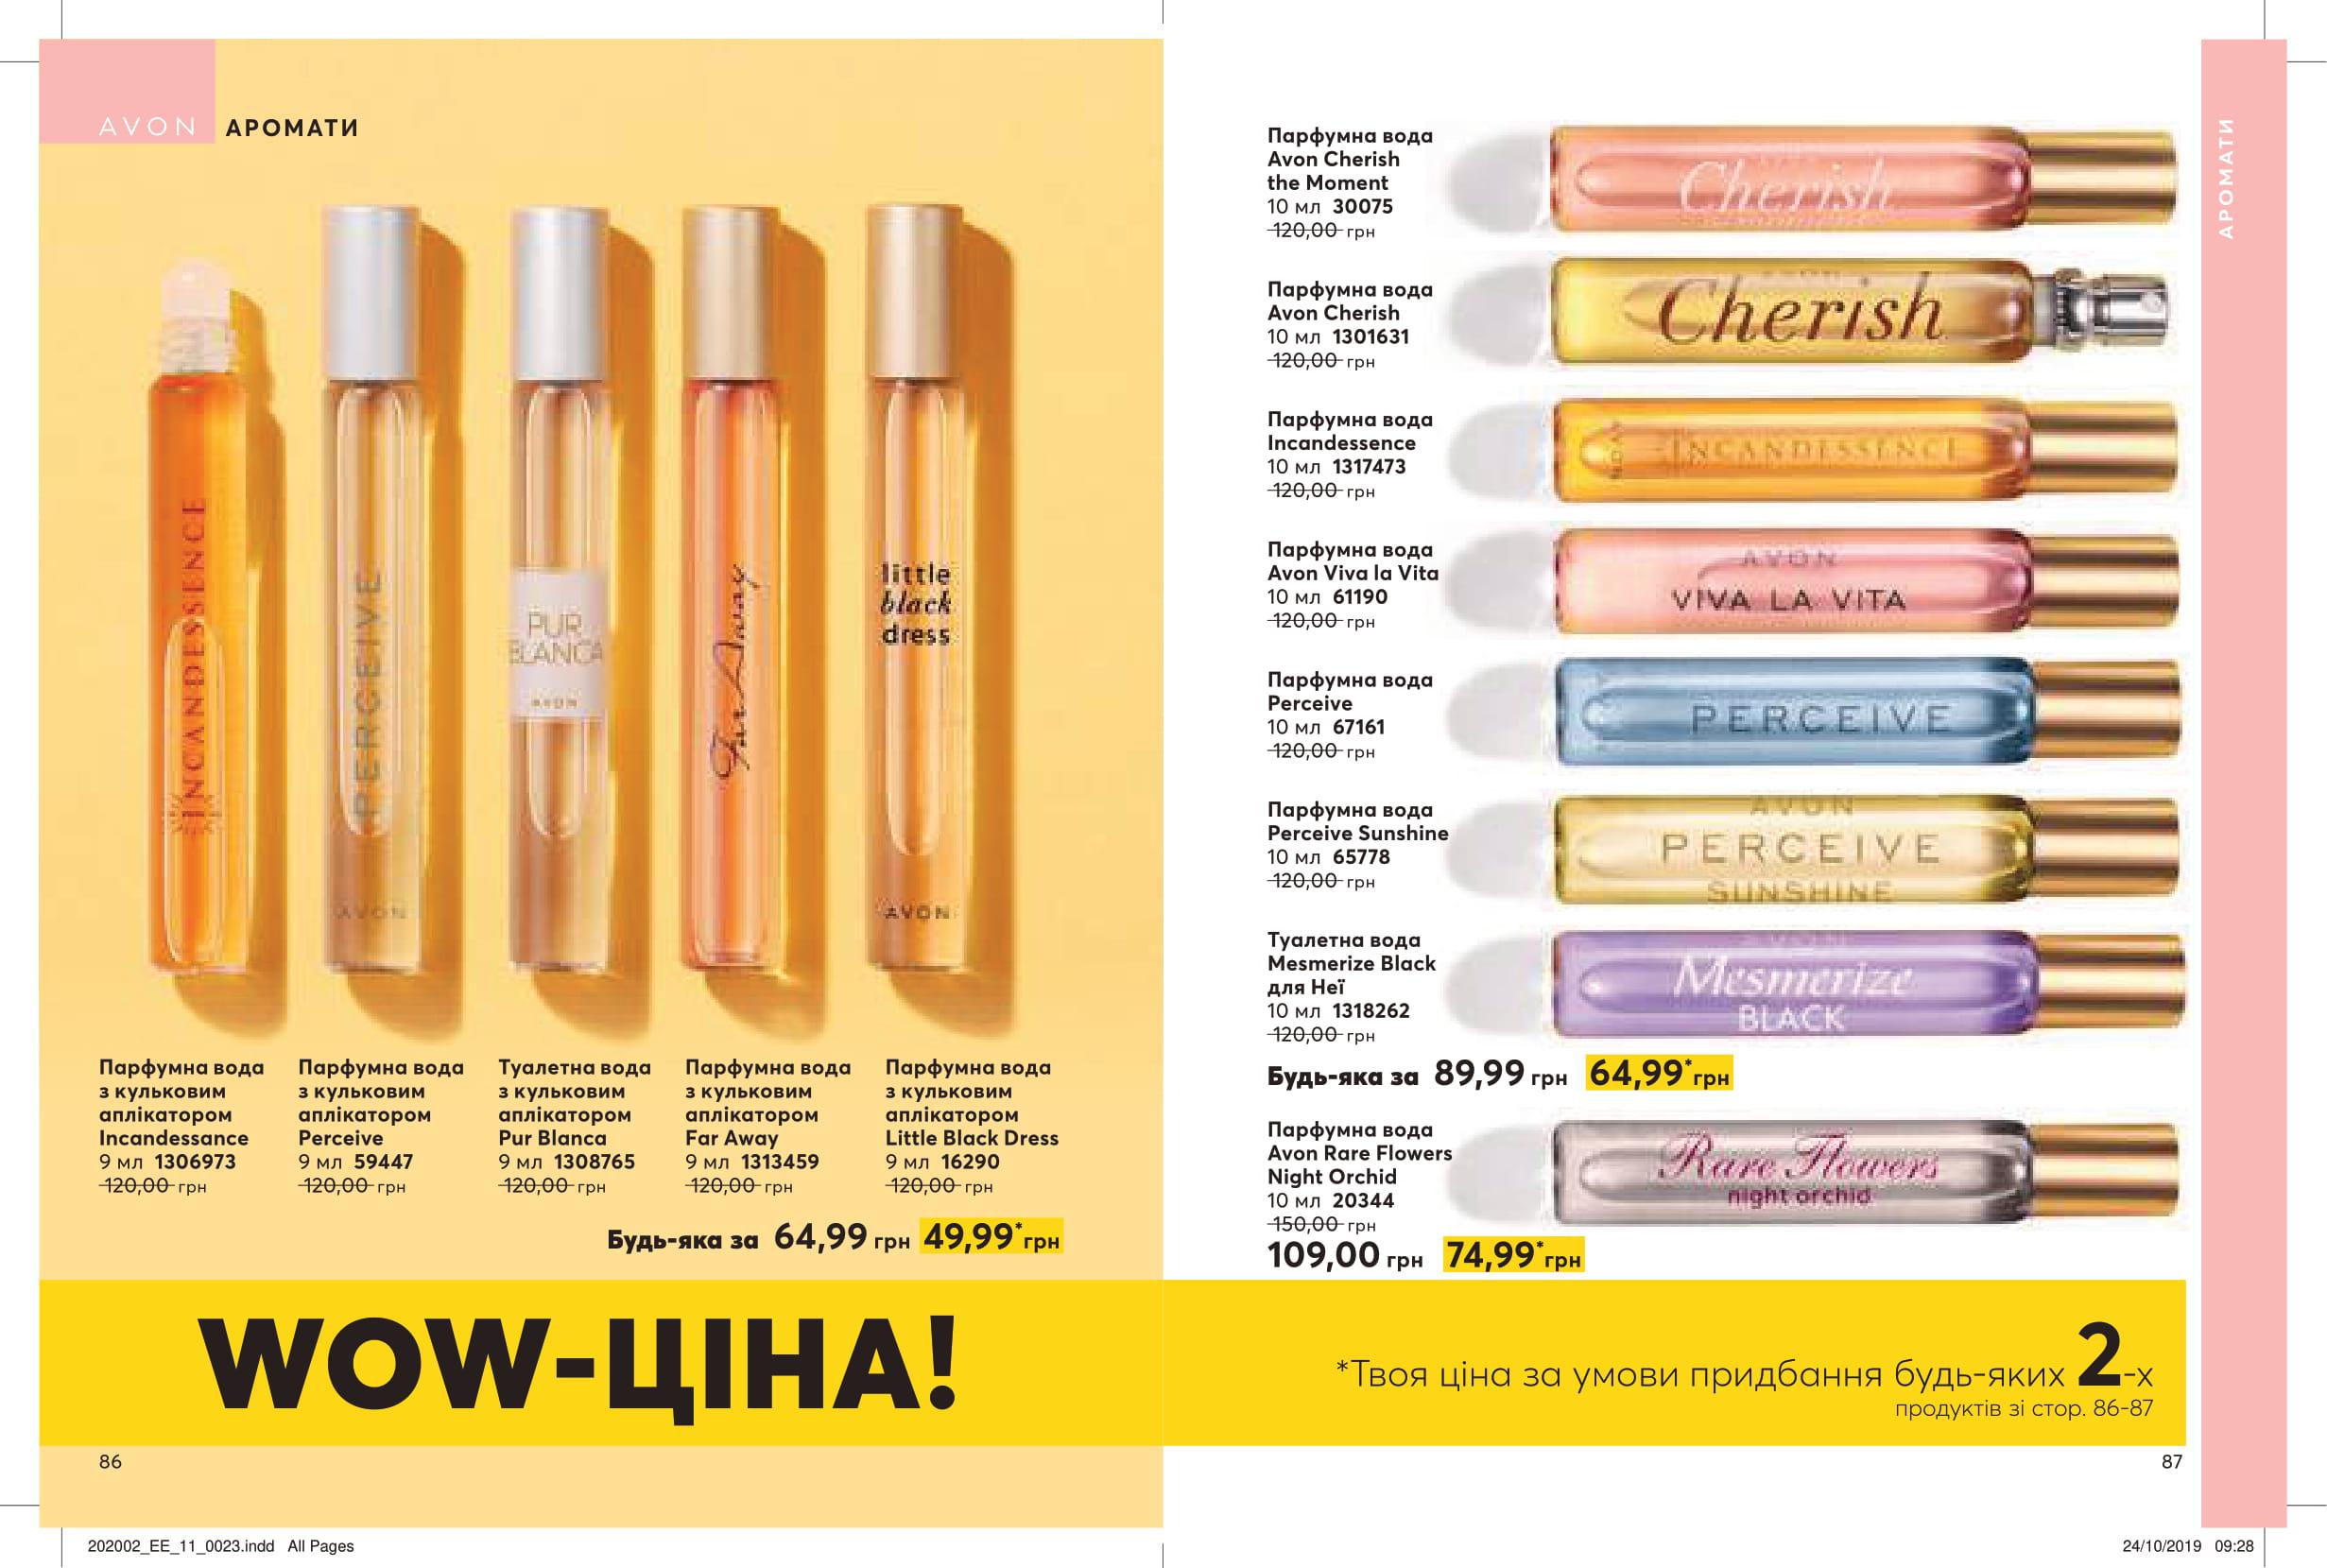 AVON АРОМАТИ
INCANDESSENCE
PERCEIVE
AVON
PUR
BLANCA
AVON
Far Away
little
black
dress
AVON
Парфумна вода
з кульковим
аплікатором
Incandessance
9 мл 1306973
120,00 грн
Парфумна вода
з кульковим
аплікатором
Perceive
9 мл 59447
120,00 грн
Туалетна вода
з кульковим
аплікатором
Pur Blanca
9 мл 1308765
120,00 грн
Парфумна вода
з кульковим
аплікатором
Far Away
9 мл 1313459
120,00 грн
Парфумна вода
з кульковим
аплікатором
Little Black Dress
9 мл 16290
120,00 грн
Будь-яка за 64,99 грн 49,99*грн
WOW-ЦІНА!
86
Парфумна вода
Avon Cherish
the Moment
10 мл 30075
120,00 грн
Cherish
Парфумна вода
Avon Cherish
10 мл 1301631
120,00 грн
Cherish
Парфумна вода
Incandessence
10 мл 1317473
120,00 грн
AVON
INCANDESSENCE
Парфумна вода
Avon Viva la Vita
10 мл 61190
120,00 грн
AVON
VIVA LA VITA
Парфумна вода
Perceive
10 мл 67161
120,00 грн
PERCEIVE
Парфумна вода
Perceive Sunshine
10 мл 65778
120,00 грн
AVON
PERCEIVE
SUNSHINE
Туалетна вода
Mesmerize Black
для Неї
10 мл 1318262
120,00 грн
Mesmerize
BLACK
Будь-яка за 89,99 грн 64,99*грн
Парфумна вода
Avon Rare Flowers
Night Orchid
10 мл 20344
150,00 грн
109,00 грн 74,99*грн
Rare Flowers
night orchid
*Твоя ціна за умови придбання будь-яких 2-х
продуктів зі стор. 86-87
87
АРОМАТИ
202002_EE_11_0023.indd All Pages
24/10/2019 09:28